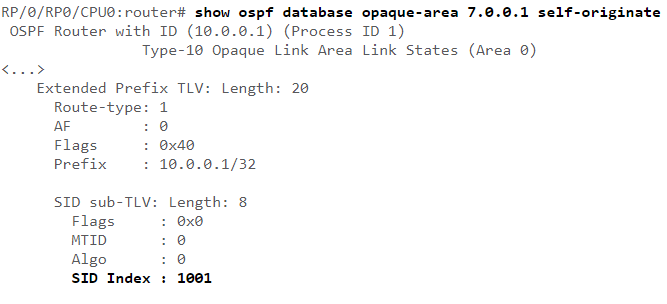 RP/0/RP0/CPU0:router# show ospf database opaque-area 7.0.0.1 self-originate
OSPF Router with ID (10.0.0.1) (Process ID 1)
Type-10 Opaque Link Area Link States (Area 0)
<...>
Extended Prefix TLV: Length: 20
Route-type: 1
AF : 0
Flags : 0x40
Prefix : 10.0.0.1/32
SID sub-TLV: Length: 8
Flags : 0x0
MTID : 0
Algo : 0
SID Index : 1001